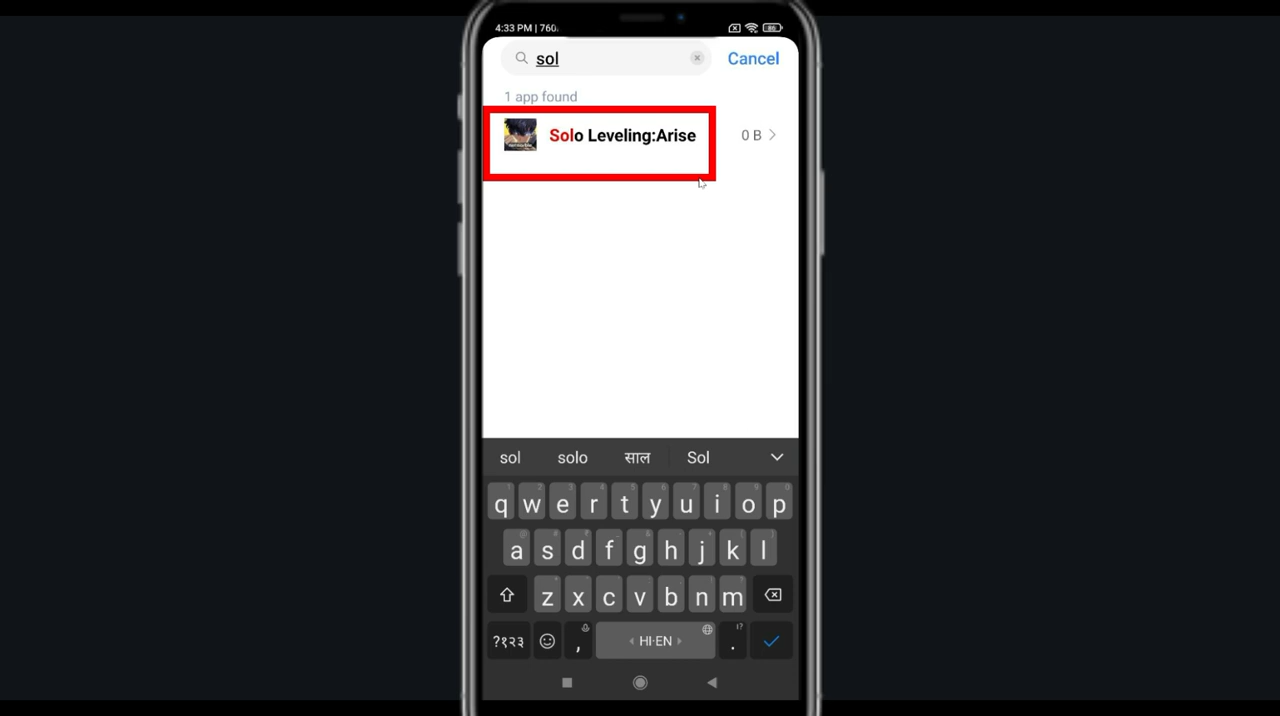 4:33 PM | 760
sol
Cancel
1 app found
Solo Leveling:Arise
0 B
sol solo साल Sol
q w e r t y u i o p
a s d f g h j k l
z x c v b n m
?१२३ , HI·EN .